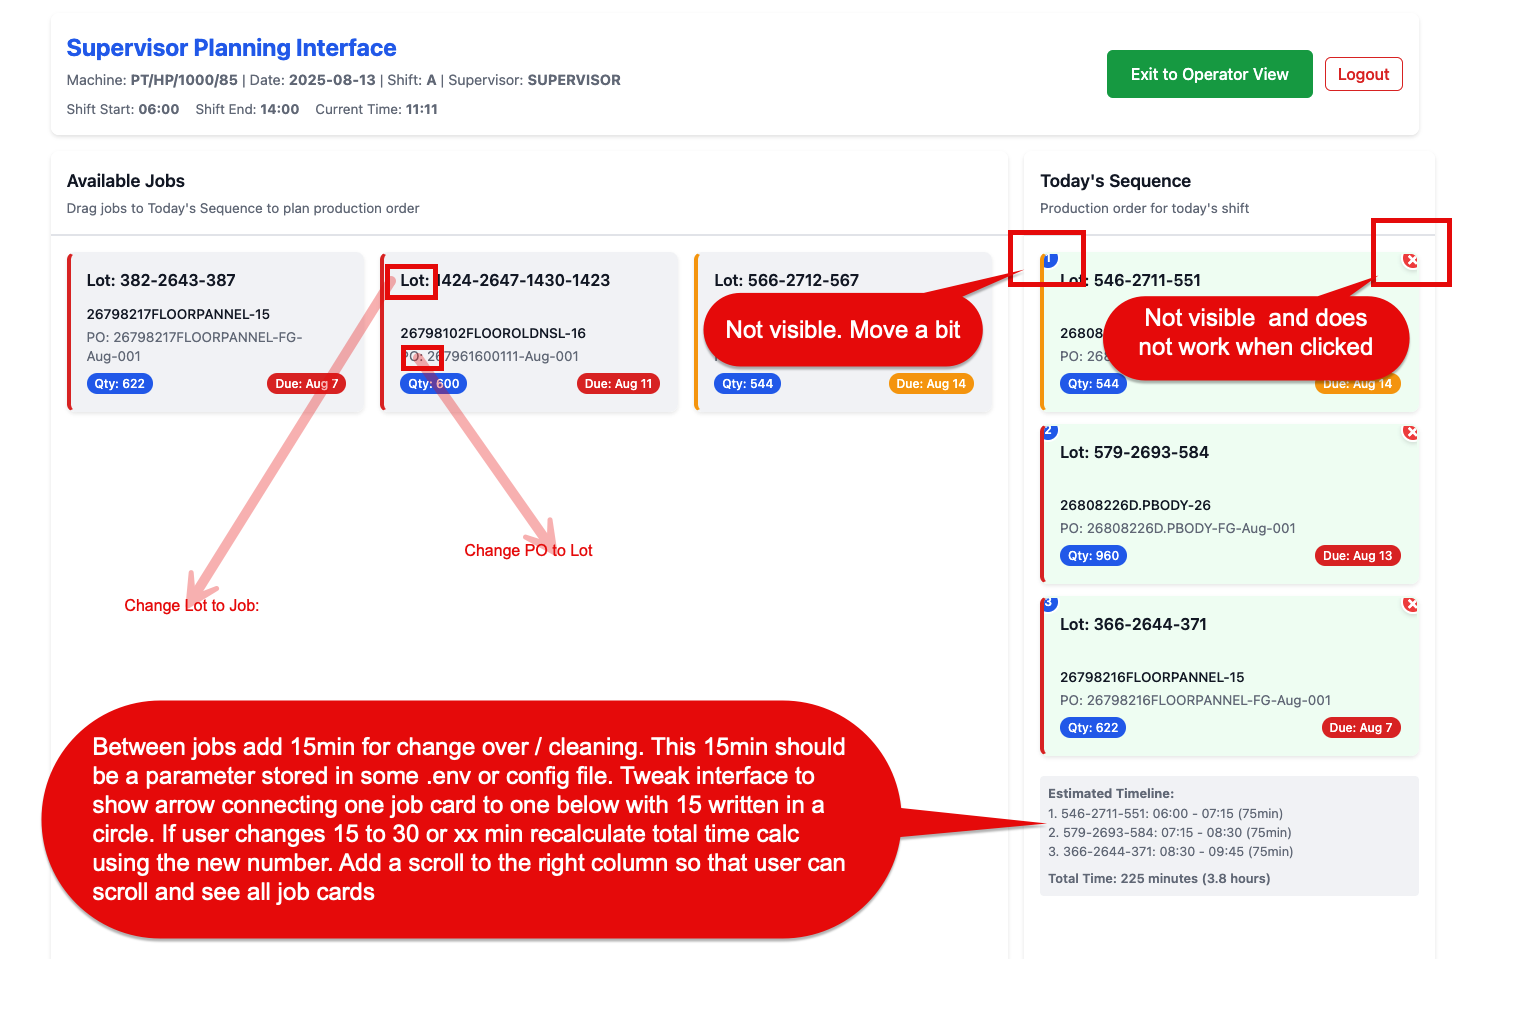 Supervisor Planning Interface
Machine: PT/HP/1000/85 | Date: 2025-08-13 | Shift: A | Supervisor: SUPERVISOR
Shift Start: 06:00 Shift End: 14:00 Current Time: 11:11
Exit to Operator View
Logout
Available Jobs
Drag jobs to Today's Sequence to plan production order
Lot: 382-2643-387
26798217FLOORPANNEL-15
PO: 26798217FLOORPANNEL-FG-
Aug-001
Qty: 622
Due: Aug 7
Lot: 1424-2647-1430-1423
26798102FLOOROLDNSL-16
PO: 267961600111-Aug-001
Qty: 600
Due: Aug 11
Lot: 566-2712-567
Not visible. Move a bit
Qty: 544
Due: Aug 14
Change PO to Lot
Change Lot to Job:
Between jobs add 15min for change over / cleaning. This 15min should
be a parameter stored in some .env or config file. Tweak interface to
show arrow connecting one job card to one below with 15 written in a
circle. If user changes 15 to 30 or xx min recalculate total time calc
using the new number. Add a scroll to the right column so that user can
scroll and see all job cards
Today's Sequence
Production order for today's shift
1
Lot: 546-2711-551
Not visible and does
not work when clicked
26808
PO: 26
Qty: 544
Due: Aug 14
2
Lot: 579-2693-584
26808226D.PBODY-26
PO: 26808226D.PBODY-FG-Aug-001
Qty: 960
Due: Aug 13
3
Lot: 366-2644-371
26798216FLOORPANNEL-15
PO: 26798216FLOORPANNEL-FG-Aug-001
Qty: 622
Due: Aug 7
Estimated Timeline:
1. 546-2711-551: 06:00 - 07:15 (75min)
2. 579-2693-584: 07:15 - 08:30 (75min)
3. 366-2644-371: 08:30 - 09:45 (75min)
Total Time: 225 minutes (3.8 hours)